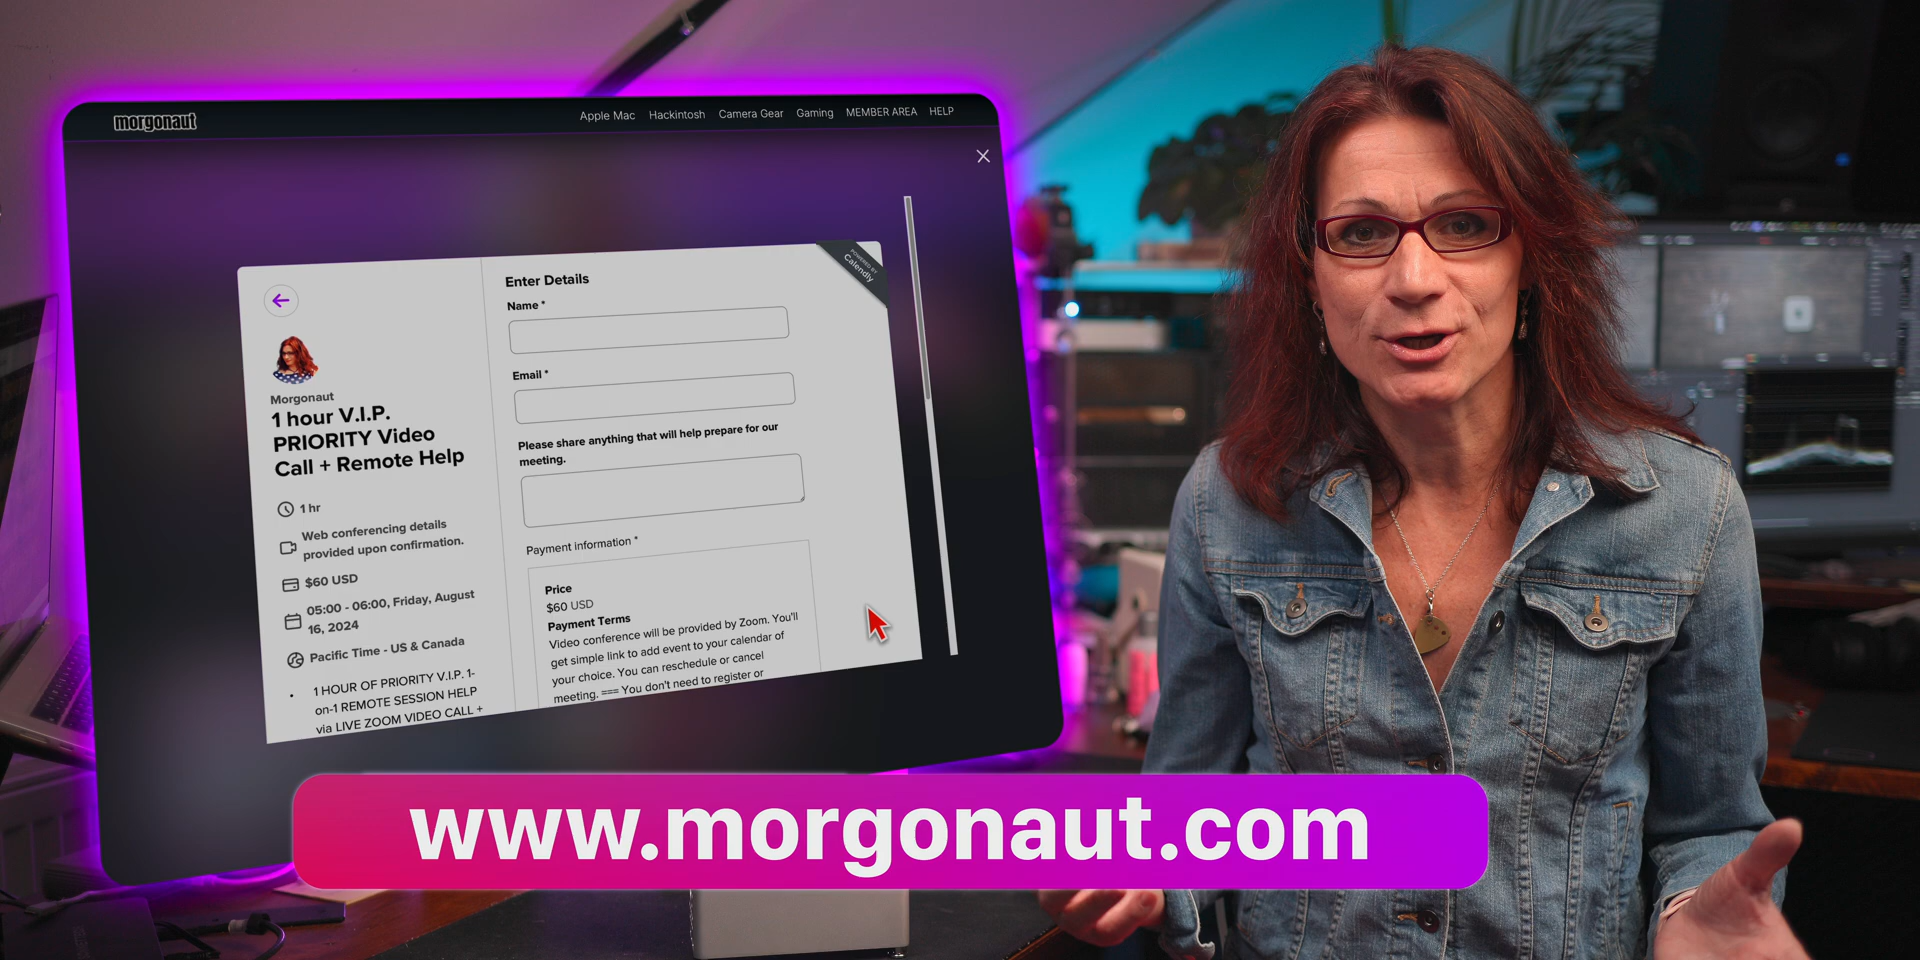 morgonaut
Apple Mac Hackintosh Camera Gear Gaming MEMBER AREA HELP
POWERED BY
Calendly
Morgonaut
1 hour V.I.P.
PRIORITY Video
Call + Remote Help
1 hr
Web conferencing details
provided upon confirmation.
$60 USD
05:00 - 06:00, Friday, August
16, 2024
Pacific Time - US & Canada
• 1 HOUR OF PRIORITY V.I.P. 1-
on-1 REMOTE SESSION HELP
via LIVE ZOOM VIDEO CALL +
Enter Details
Name *
Email *
Please share anything that will help prepare for our
meeting.
Payment information *
Price
$60 USD
Payment Terms
Video conference will be provided by Zoom. You'll
get simple link to add event to your calendar of
your choice. You can reschedule or cancel
meeting. === You don't need to register or
www.morgonaut.com